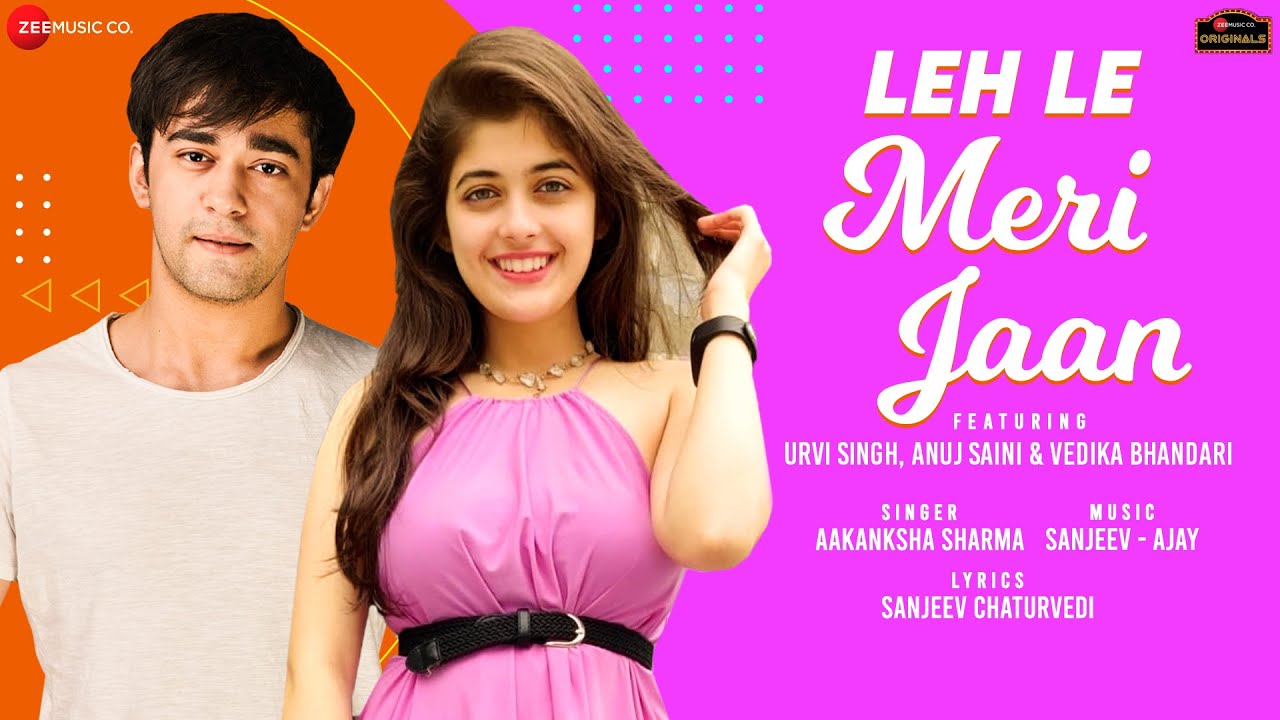 ZEEMUSIC CO.
ZEEMUSIC CO.
ORIGINALS
LEH LE
Meri
Jaan
FEATURING
URVI SINGH, ANUJ SAINI & VEDIKA BHANDARI
SINGER
AAKANKSHA SHARMA
MUSIC
SANJEEV - AJAY
LYRICS
SANJEEV CHATURVEDI